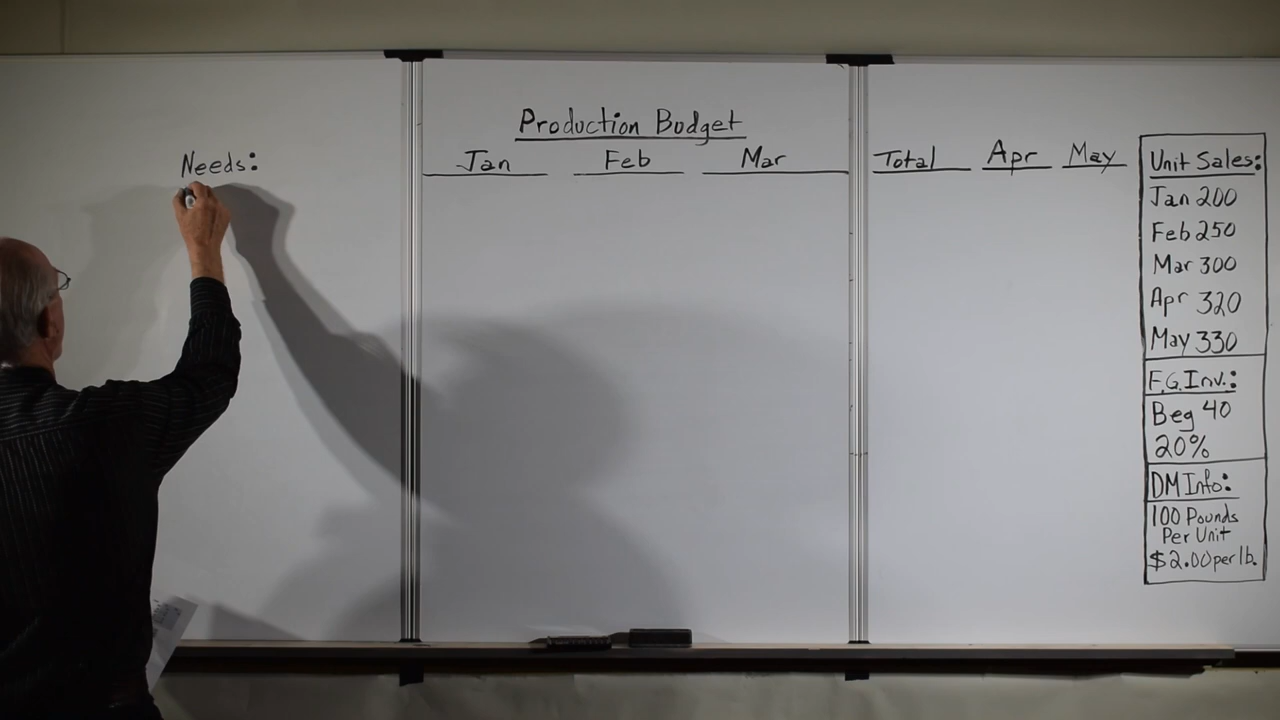 Production Budget
Needs:
Jan Feb Mar Total Apr May
Unit Sales:
Jan 200
Feb 250
Mar 300
Apr 320
May 330
F.G. Inv.:
Beg 40
20%
DM Info:
100 Pounds
Per Unit
$2.00 per lb.